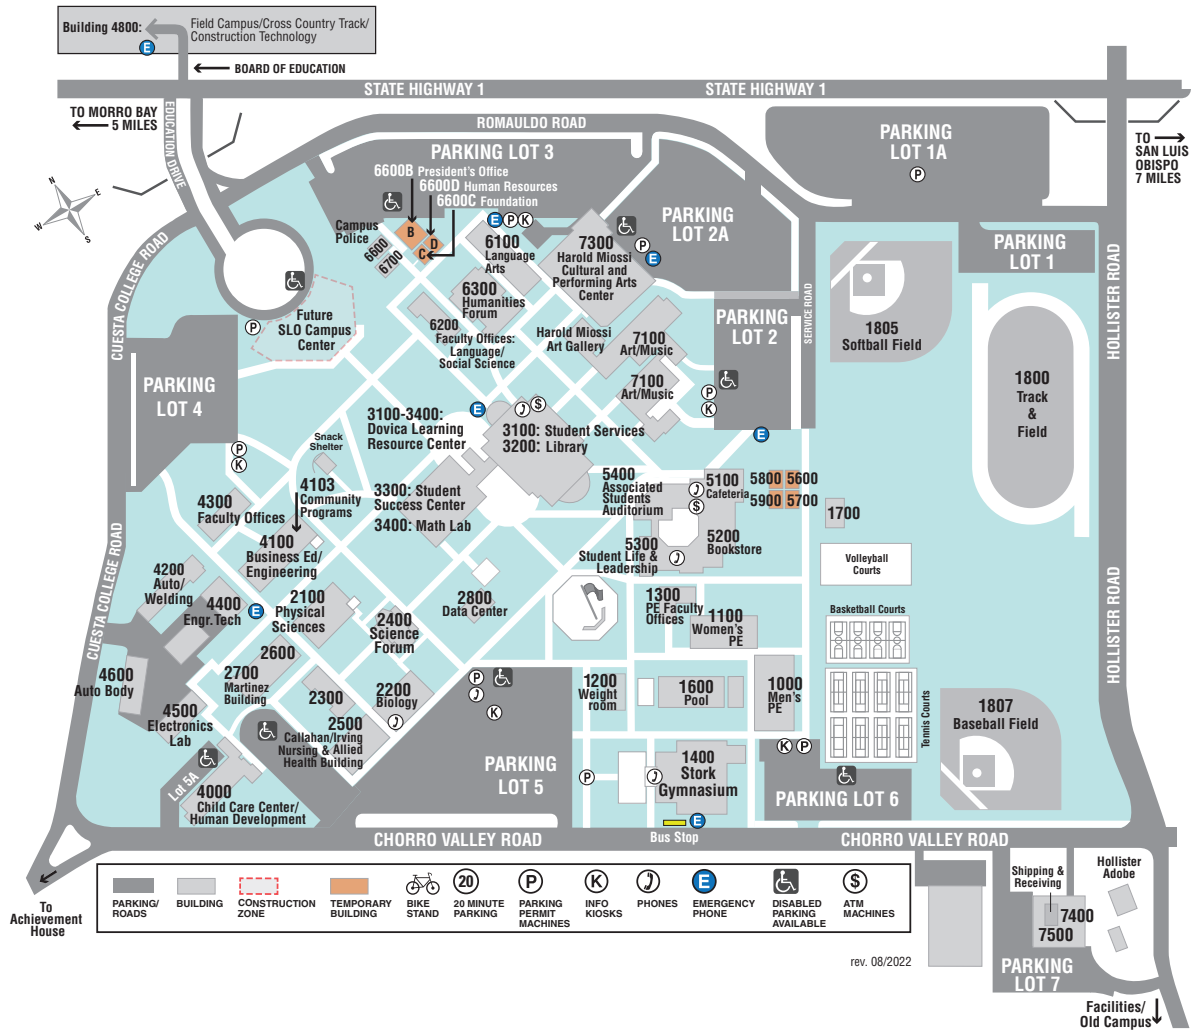 Building 4800:
Field Campus/Cross Country Track/
Construction Technology
E
BOARD OF EDUCATION
STATE HIGHWAY 1
STATE HIGHWAY 1
TO MORRO BAY
5 MILES
EDUCATION DRIVE
ROMAULDO ROAD
TO
SAN LUIS
OBISPO
7 MILES
PARKING
LOT 1A
P
PARKING LOT 3
6600B President's Office
6600D Human Resources
6600C Foundation
N
E
W
S
Campus
Police
6600
6700
B
D
C
E P K
6100
Language
Arts
7300
Harold Miossi
Cultural and
Performing Arts
Center
PARKING
LOT 2A
P
E
PARKING
LOT 1
CUESTA COLLEGE ROAD
HOLLISTER ROAD
SERVICE ROAD
Future
SLO Campus
Center
P
6300
Humanities
Forum
6200
Faculty Offices:
Language/
Social Science
Harold Miossi
Art Gallery
7100
Art/Music
7100
Art/Music
PARKING
LOT 2
P
K
E
1805
Softball Field
1800
Track
&
Field
PARKING
LOT 4
P
K
3100-3400:
Dovica Learning
Resource Center
E
$
3100: Student Services
3200: Library
Snack
Shelter
4103
Community
Programs
3300: Student
Success Center
3400: Math Lab
5400
Associated
Students
Auditorium
5100
Cafeteria
$
5800 5600
5900 5700
1700
4300
Faculty Offices
4100
Business Ed/
Engineering
5300
Student Life &
Leadership
5200
Bookstore
Volleyball
Courts
CUESTA COLLEGE ROAD
HOLLISTER ROAD
4200
Auto/
Welding
4400
Engr.Tech
E
2100
Physical
Sciences
2400
Science
Forum
2800
Data Center
1300
PE Faculty
Offices
1100
Women's
PE
Basketball Courts
4600
Auto Body
2600
2700
Martinez
Building
2300
2200
Biology
P
K
1200
Weight
room
1600
Pool
1000
Men's
PE
Tennis Courts
1807
Baseball Field
4500
Electronics
Lab
2500
Callahan/Irving
Nursing & Allied
Health Building
Lot 5A
4000
Child Care Center/
Human Development
PARKING
LOT 5
P
1400
Stork
Gymnasium
K P
PARKING LOT 6
E
Bus Stop
CHORRO VALLEY ROAD
CHORRO VALLEY ROAD
To
Achievement
House
PARKING/
ROADS
BUILDING
CONSTRUCTION
ZONE
TEMPORARY
BUILDING
BIKE
STAND
20
20 MINUTE
PARKING
P
PARKING
PERMIT
MACHINES
K
INFO
KIOSKS
PHONES
E
EMERGENCY
PHONE
DISABLED
PARKING
AVAILABLE
$
ATM
MACHINES
rev. 08/2022
Shipping &
Receiving
7400
7500
Hollister
Adobe
PARKING
LOT 7
Facilities/
Old Campus